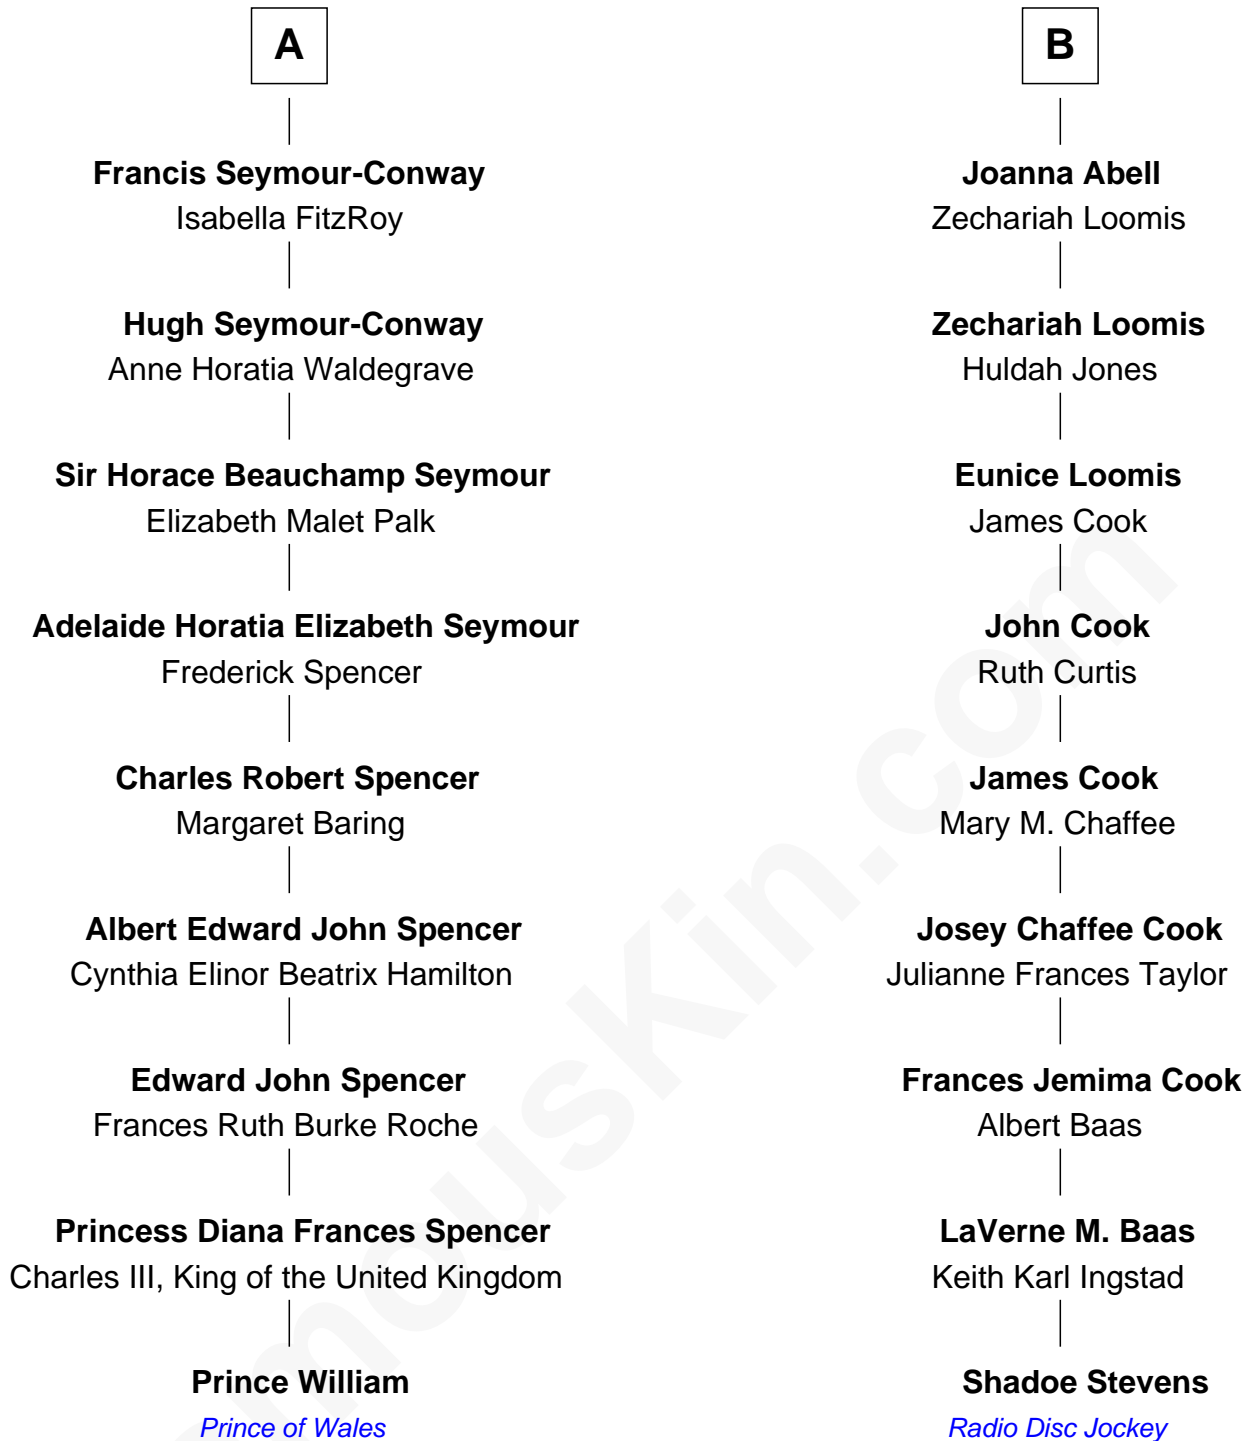 A
Francis Seymour-Conway
Isabella FitzRoy
Hugh Seymour-Conway
Anne Horatia Waldegrave
Sir Horace Beauchamp Seymour
Elizabeth Malet Palk
Adelaide Horatia Elizabeth Seymour
Frederick Spencer
Charles Robert Spencer
Margaret Baring
Albert Edward John Spencer
Cynthia Elinor Beatrix Hamilton
Edward John Spencer
Frances Ruth Burke Roche
Princess Diana Frances Spencer
Charles III, King of the United Kingdom
Prince William
Prince of Wales
B
Joanna Abell
Zechariah Loomis
Zechariah Loomis
Huldah Jones
Eunice Loomis
James Cook
John Cook
Ruth Curtis
James Cook
Mary M. Chaffee
Josey Chaffee Cook
Julianne Frances Taylor
Frances Jemima Cook
Albert Baas
LaVerne M. Baas
Keith Karl Ingstad
Shadoe Stevens
Radio Disc Jockey
mousKin.com